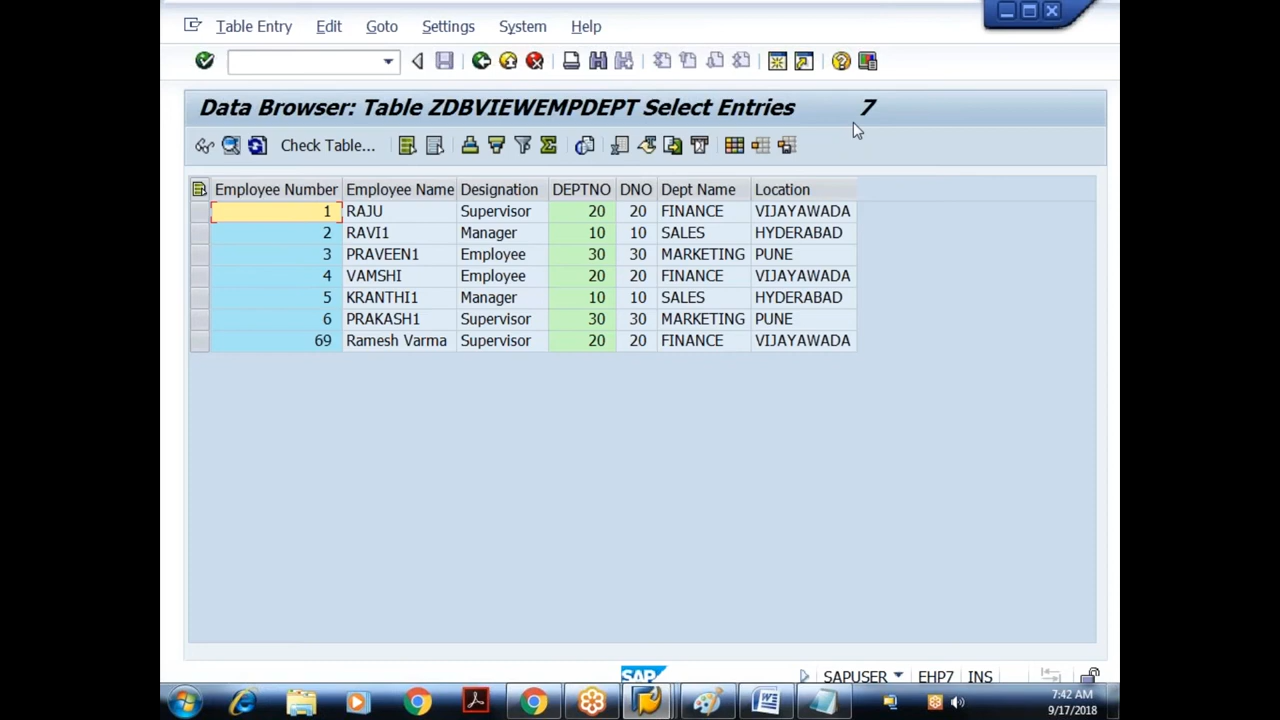 Table Entry Edit Goto Settings System Help
Data Browser: Table ZDBVIEWEMPDEPT Select Entries 7
Check Table...
Employee Number Employee Name Designation DEPTNO DNO Dept Name Location
1 RAJU Supervisor 20 20 FINANCE VIJAYAWADA
2 RAVI1 Manager 10 10 SALES HYDERABAD
3 PRAVEEN1 Employee 30 30 MARKETING PUNE
4 VAMSHI Employee 20 20 FINANCE VIJAYAWADA
5 KRANTHI1 Manager 10 10 SALES HYDERABAD
6 PRAKASH1 Supervisor 30 30 MARKETING PUNE
69 Ramesh Varma Supervisor 20 20 FINANCE VIJAYAWADA
SAP SAPUSER EHP7 INS
7:42 AM
9/17/2018